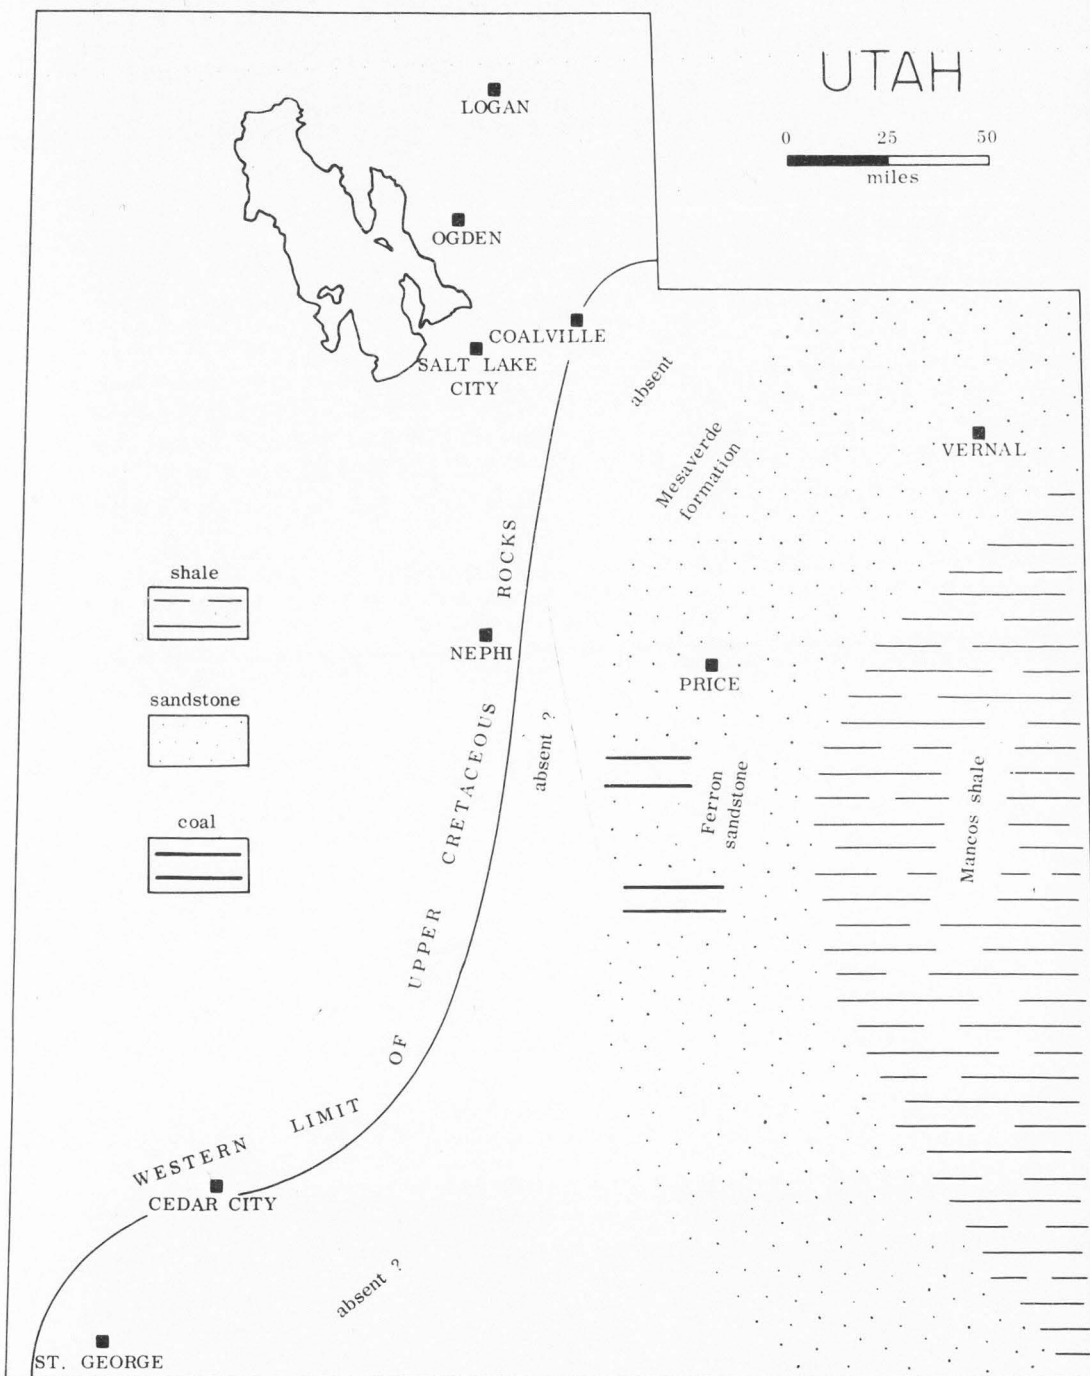 UTAH
0 25 50
miles
LOGAN
OGDEN
COALVILLE
SALT LAKE
CITY
absent
Mesaverde
formation
VERNAL
shale
sandstone
coal
NEPHI
PRICE
absent ?
Ferron
sandstone
Mancos shale
WESTERN LIMIT OF UPPER CRETACEOUS ROCKS
CEDAR CITY
absent ?
ST. GEORGE